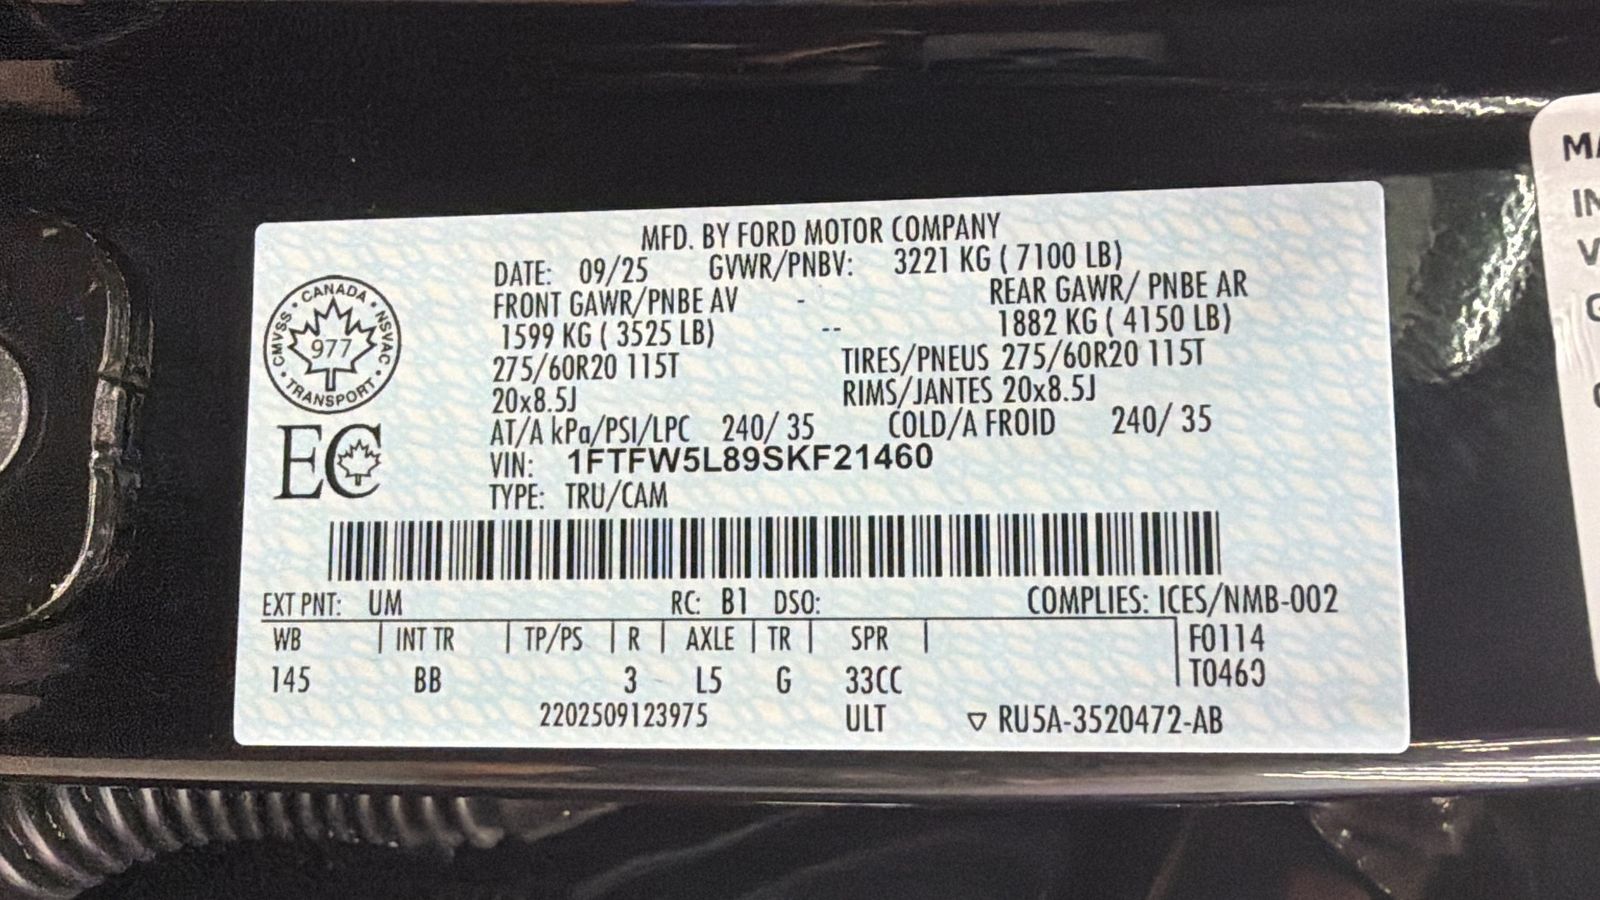 MFD. BY FORD MOTOR COMPANY
DATE: 09/25 GVWR/PNBV: 3221 KG ( 7100 LB)
FRONT GAWR/PNBE AV - REAR GAWR/ PNBE AR
1599 KG ( 3525 LB) -- 1882 KG ( 4150 LB)
275/60R20 115T TIRES/PNEUS 275/60R20 115T
20x8.5J RIMS/JANTES 20x8.5J
AT/A kPa/PSI/LPC 240/ 35 COLD/A FROID 240/ 35
VIN: 1FTFW5L89SKF21460
TYPE: TRU/CAM
CANADA
CMVSS NSVAC
977
TRANSPORT
EC
EXT PNT: UM RC: B1 DSO: COMPLIES: ICES/NMB-002
WB | INT TR | TP/PS | R | AXLE | TR | SPR | F0114
145 BB 3 L5 G 33CC T0460
2202509123975 ULT ▽ RU5A-3520472-AB